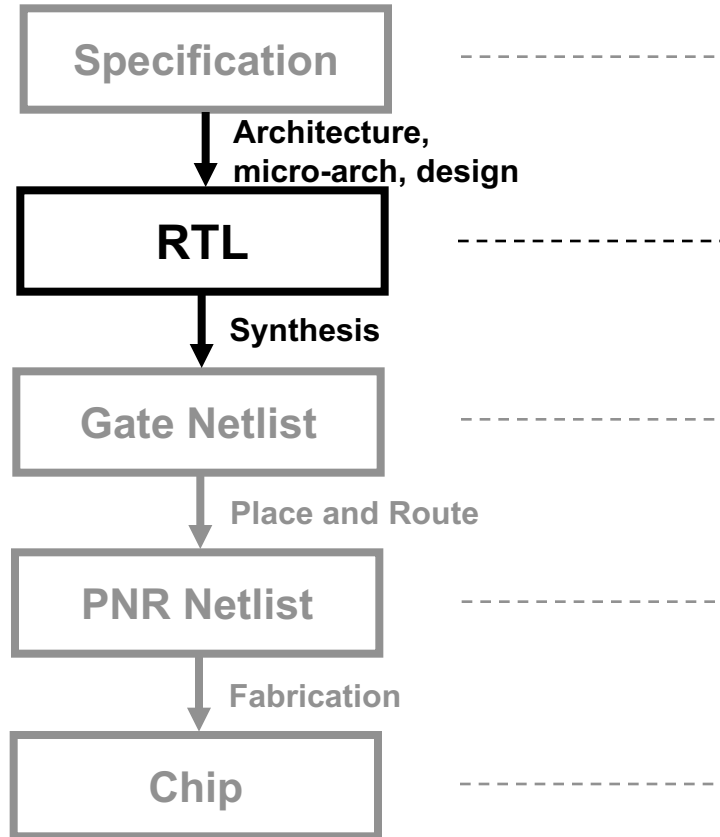 Specification
Architecture,
micro-arch, design
RTL
Synthesis
Gate Netlist
Place and Route
PNR Netlist
Fabrication
Chip